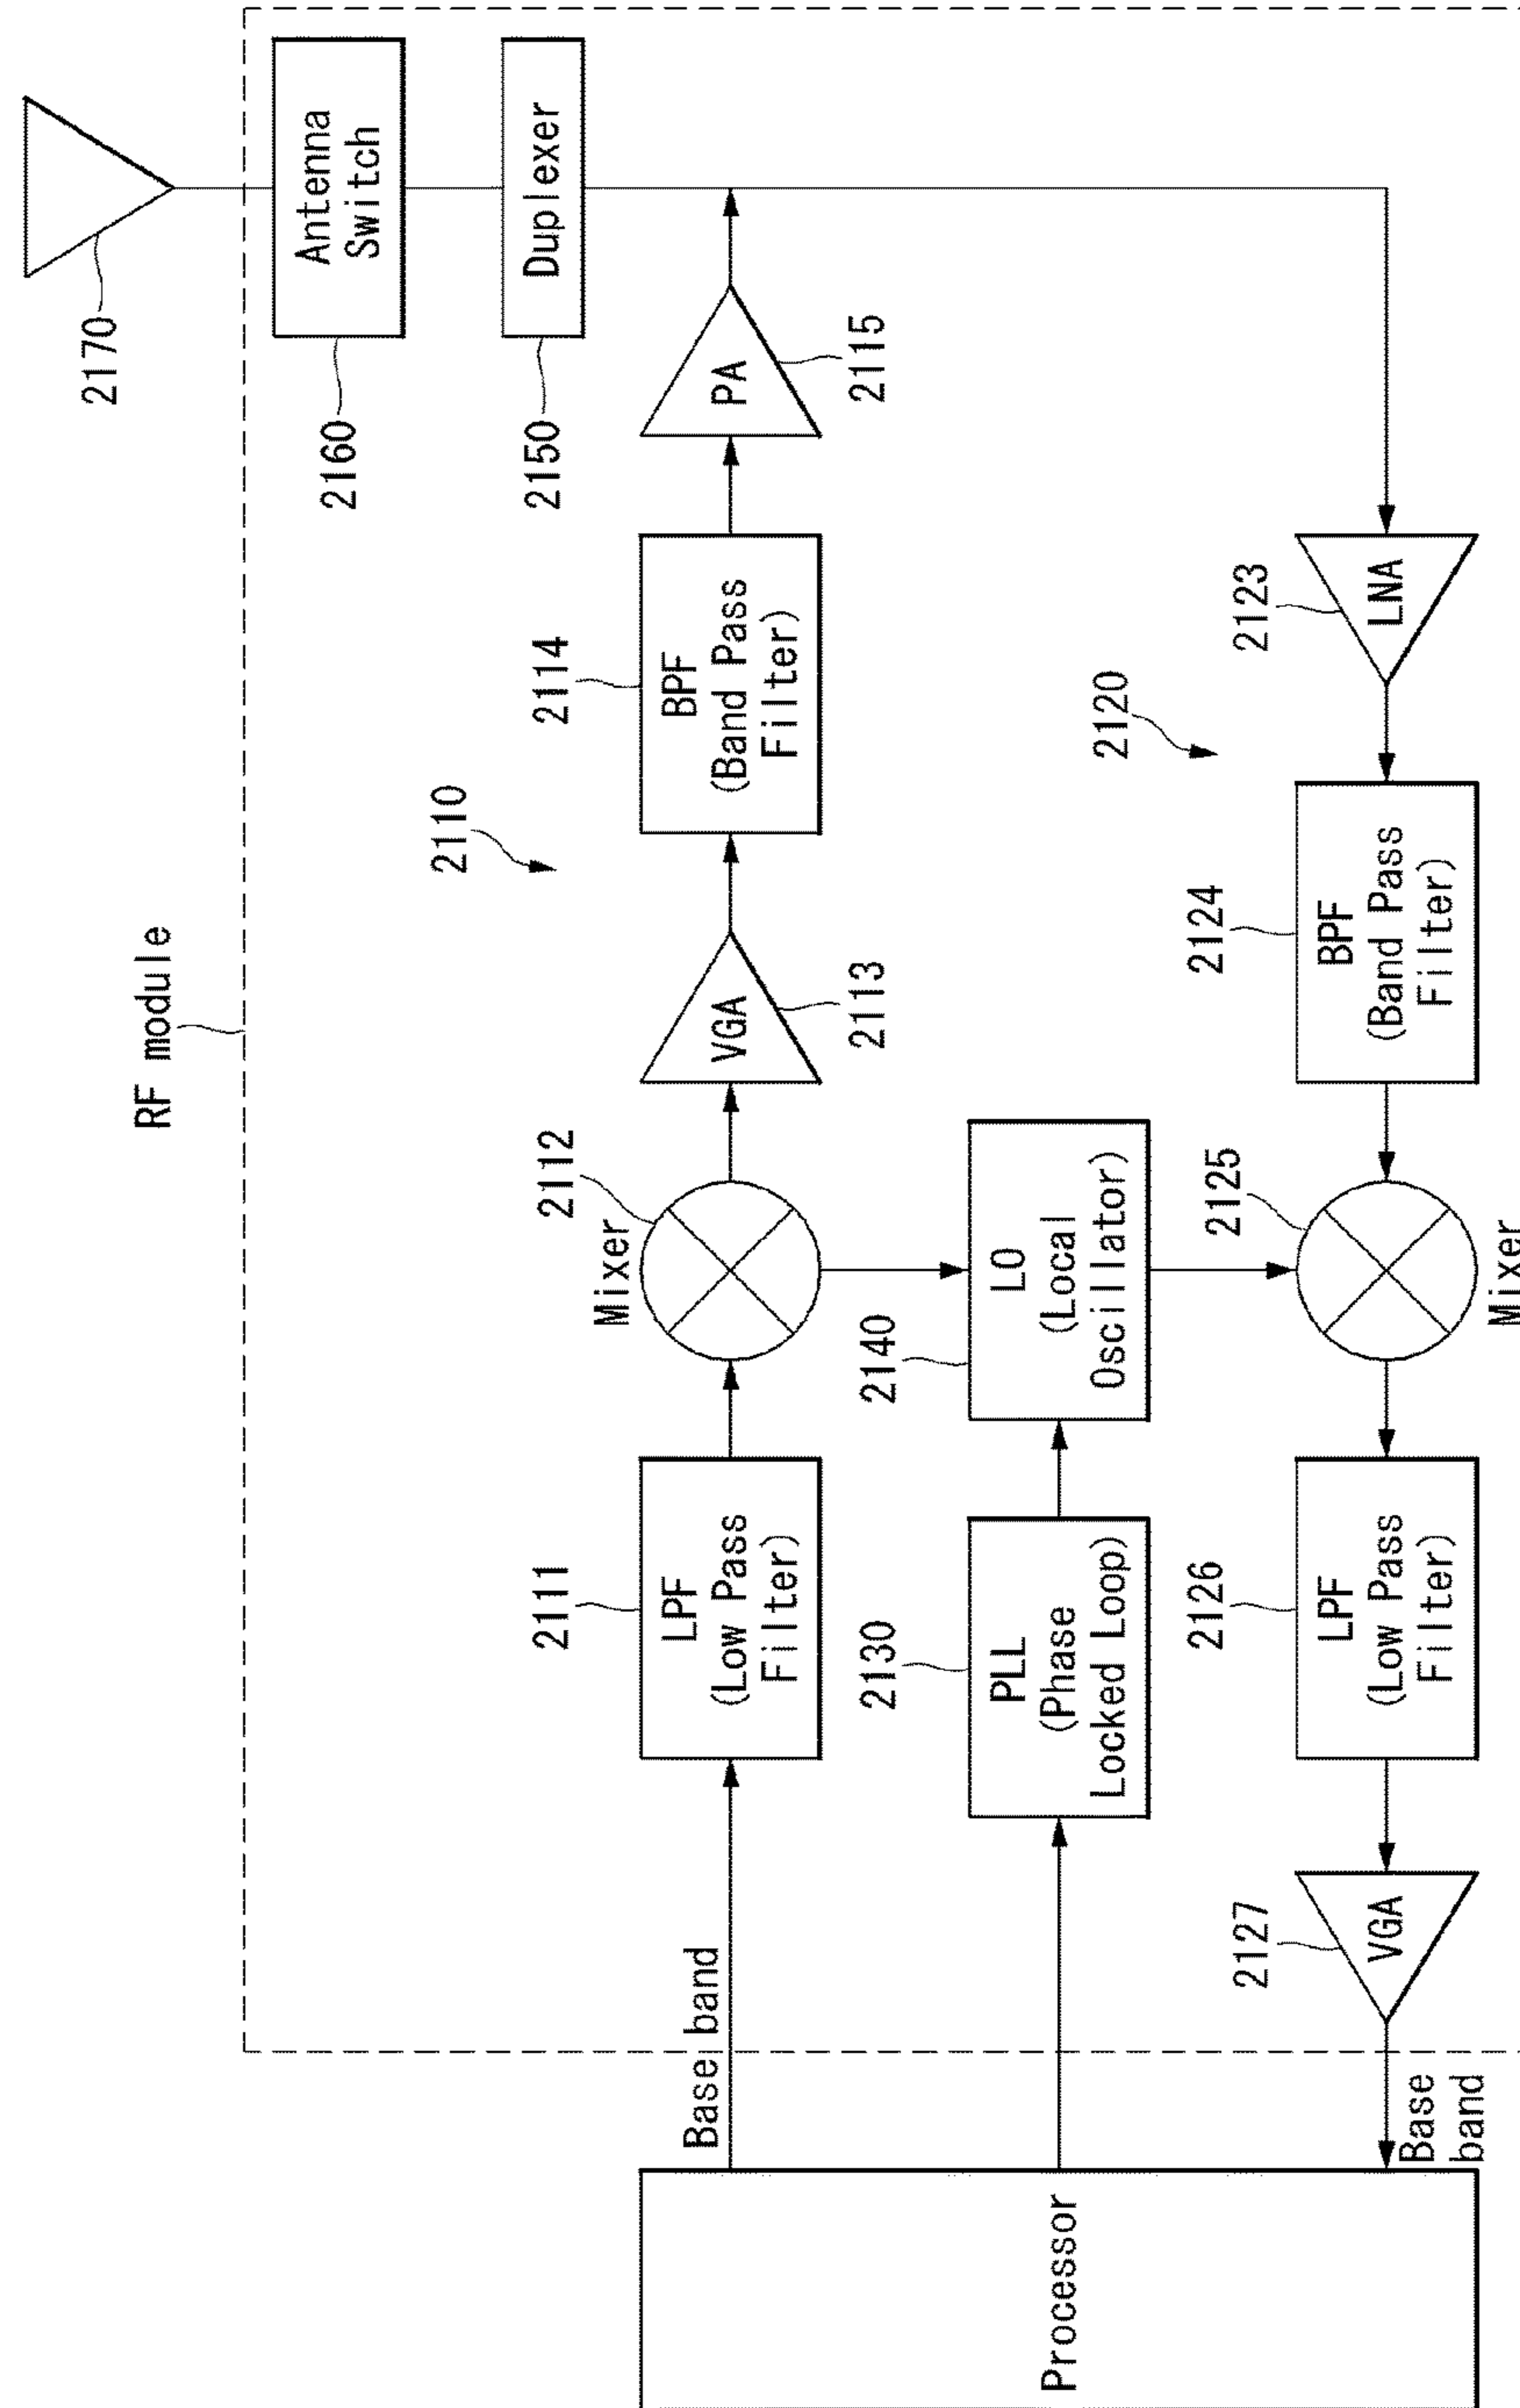 RF module
2170
Antenna
Switch
2160
Duplexer
2150
2110
2111
LPF
(Low Pass
Filter)
Mixer
2112
VGA
2113
2114
BPF
(Band Pass
Filter)
PA
2115
Base band
Processor
2130
PLL
(Phase
Locked Loop)
2140
LO
(Local
Oscillator)
2120
2127
VGA
2126
LPF
(Low Pass
Filter)
2125
Mixer
2124
BPF
(Band Pass
Filter)
2123
LNA
Base
band